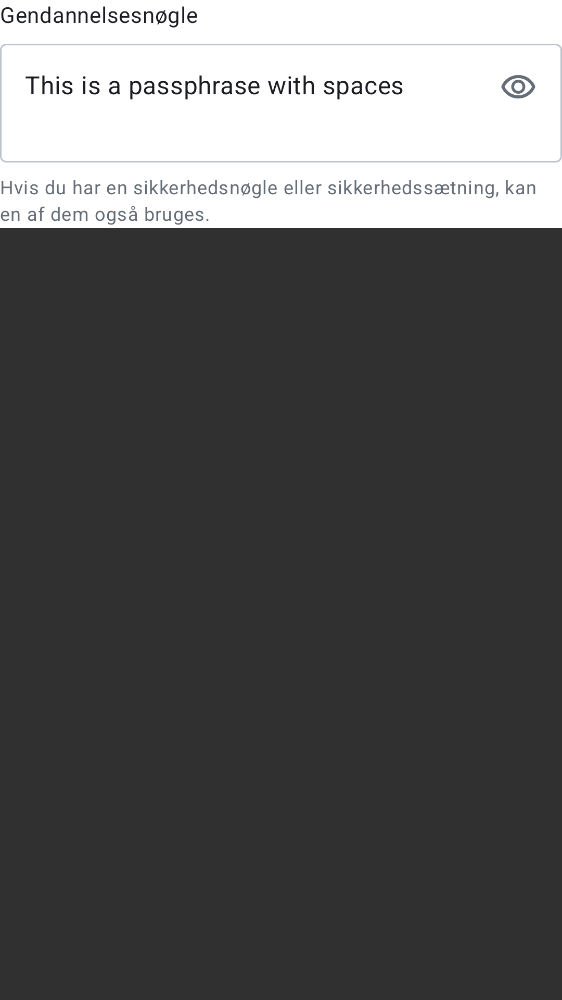 Gendannelsesnøgle
This is a passphrase with spaces
Hvis du har en sikkerhedsnøgle eller sikkerhedssætning, kan
en af dem også bruges.